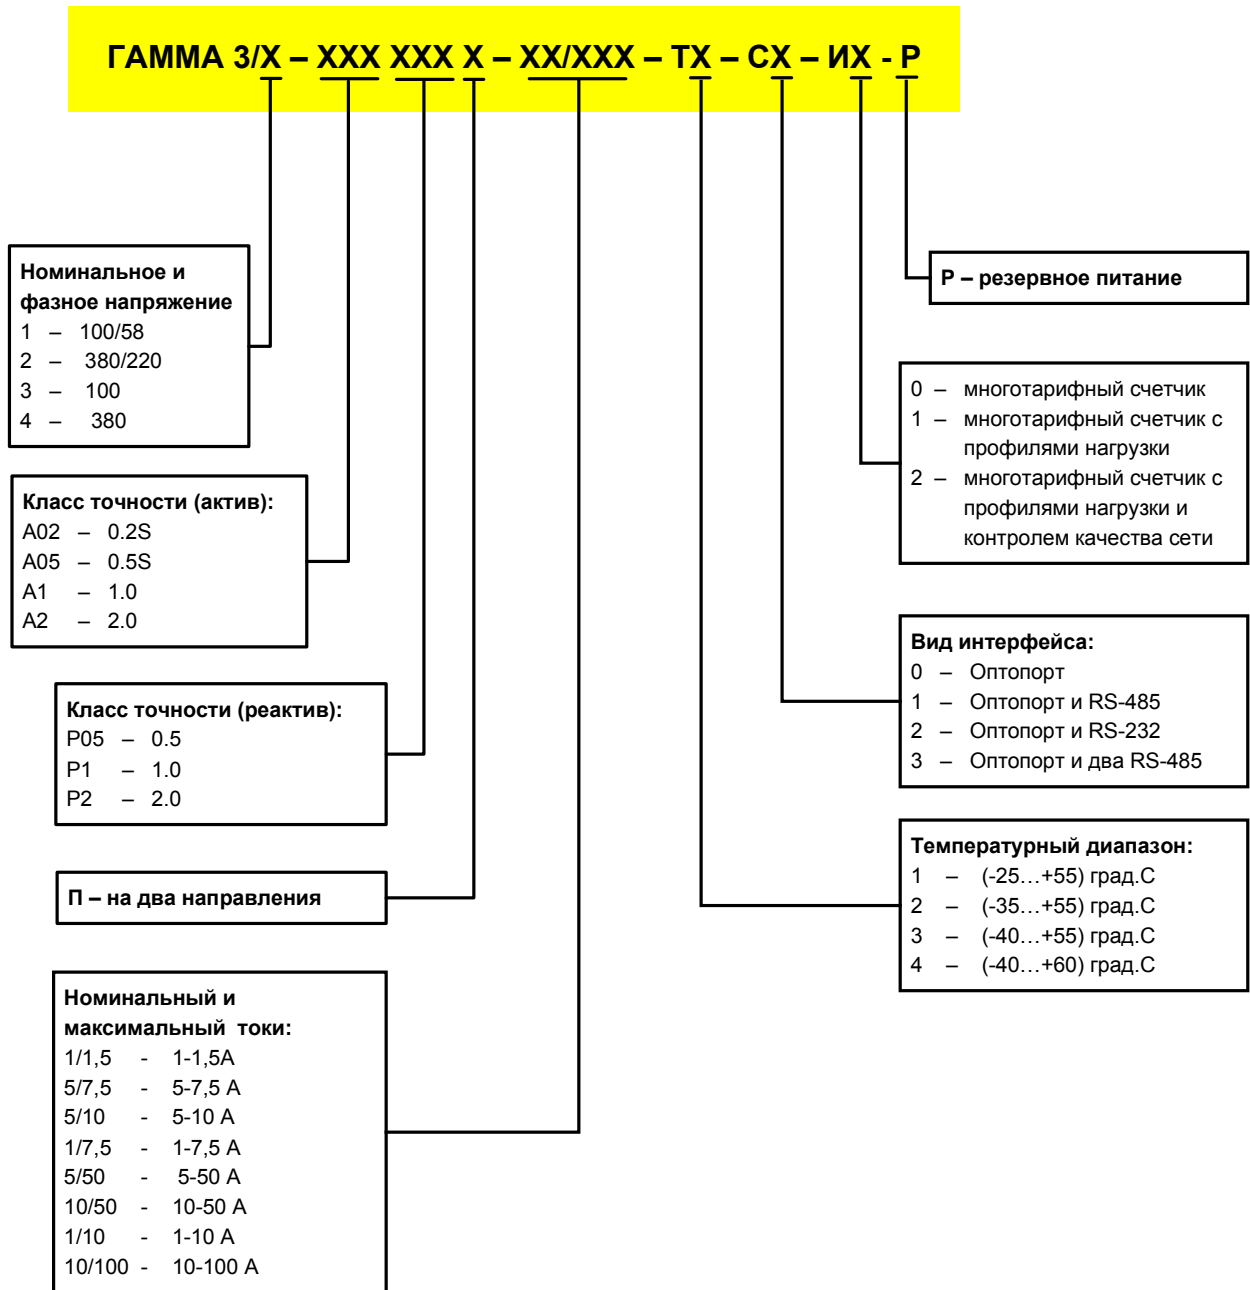 ГАММА 3/Х – ХХХ ХХХ Х – ХХ/ХХХ – ТХ – СХ – ИХ - Р
Номинальное и
фазное напряжение
1 – 100/58
2 – 380/220
3 – 100
4 – 380
Класс точности (актив):
А02 – 0.2S
А05 – 0.5S
А1 – 1.0
А2 – 2.0
Класс точности (реактив):
Р05 – 0.5
Р1 – 1.0
Р2 – 2.0
П – на два направления
Номинальный и
максимальный токи:
1/1,5 - 1-1,5А
5/7,5 - 5-7,5 А
5/10 - 5-10 А
1/7,5 - 1-7,5 А
5/50 - 5-50 А
10/50 - 10-50 А
1/10 - 1-10 А
10/100 - 10-100 А
Р – резервное питание
0 – многотарифный счетчик
1 – многотарифный счетчик с
профилями нагрузки
2 – многотарифный счетчик с
профилями нагрузки и
контролем качества сети
Вид интерфейса:
0 – Оптопорт
1 – Оптопорт и RS-485
2 – Оптопорт и RS-232
3 – Оптопорт и два RS-485
Температурный диапазон:
1 – (-25…+55) град.С
2 – (-35…+55) град.С
3 – (-40…+55) град.С
4 – (-40…+60) град.С